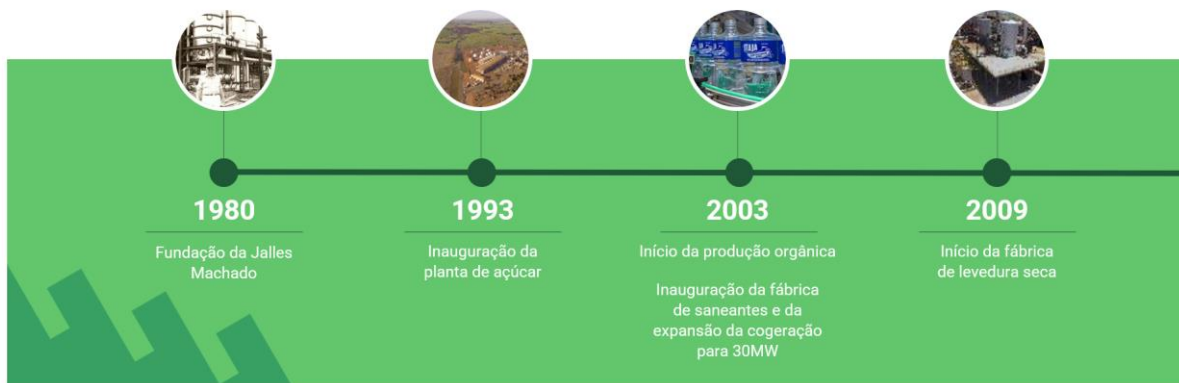 1980
Fundação da Jalles
Machado
1993
Inauguração da
planta de açúcar
2003
Início da produção orgânica
Inauguração da fábrica
de saneantes e da
expansão da cogeração
para 30MW
2009
Início da fábrica
de levedura seca